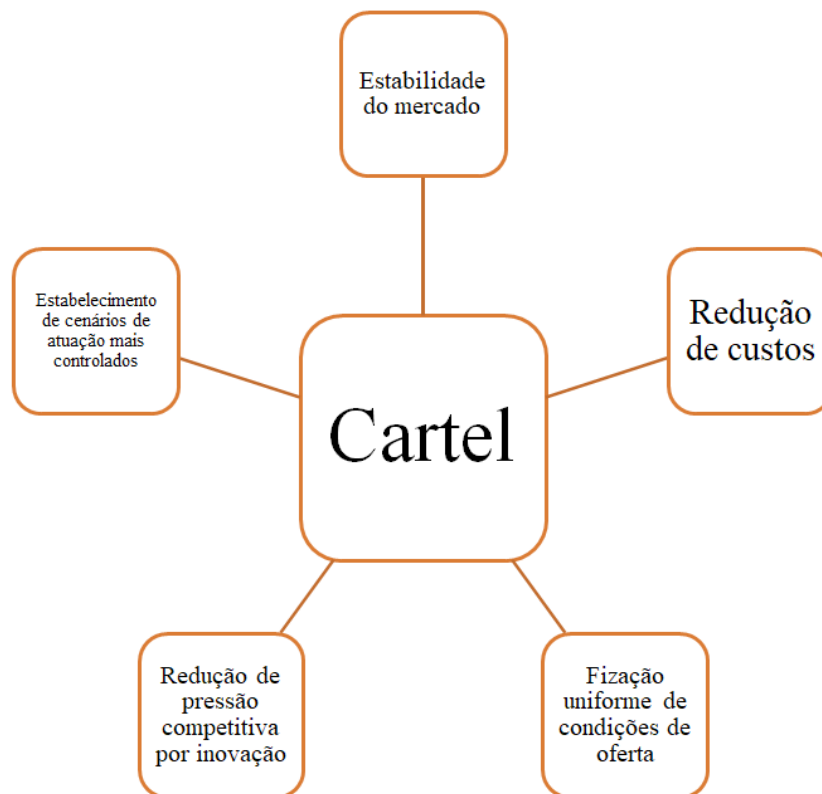 Estabilidade
do mercado
Estabelecimento
de cenários de
atuação mais
controlados
Redução
de custos
Cartel
Redução de
pressão
competitiva
por inovação
Fização
uniforme de
condições de
oferta